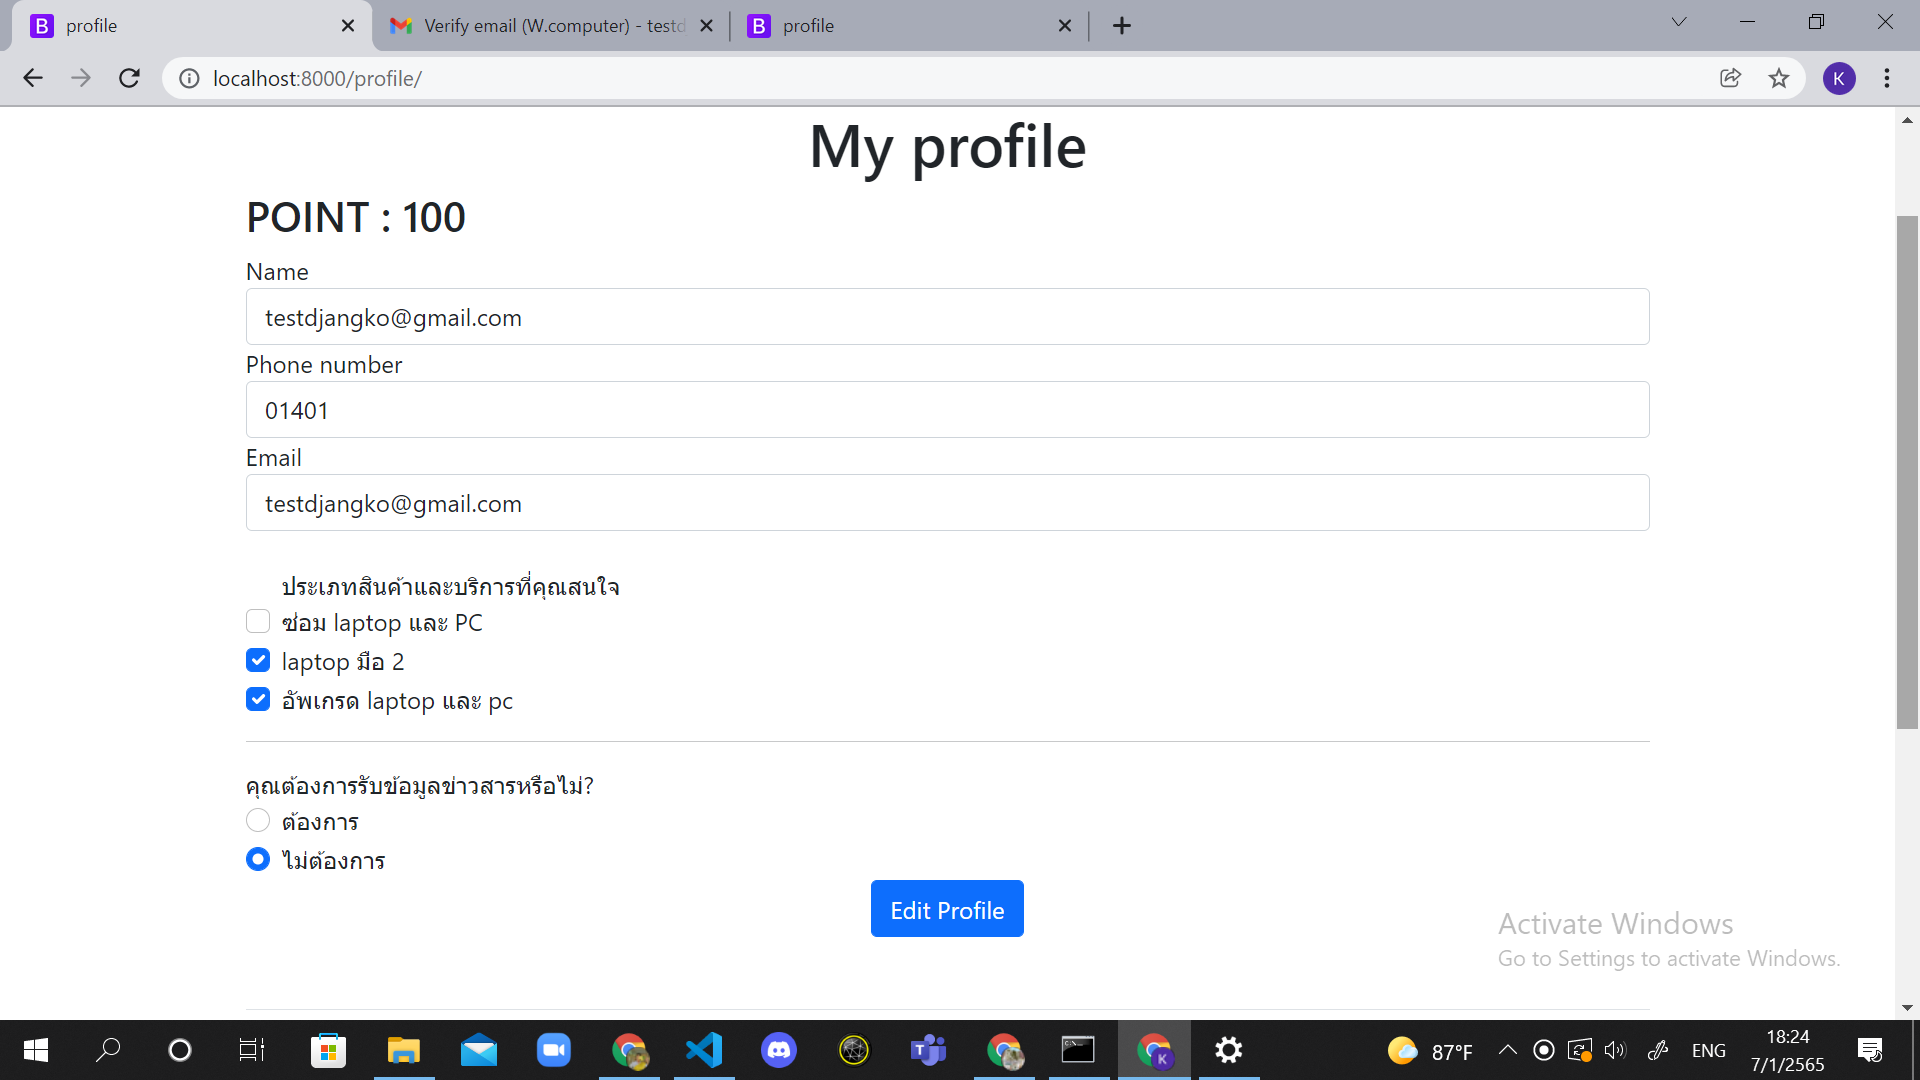 profile
Verify email (W.computer) - testd
profile
localhost:8000/profile/
K
My profile
POINT : 100
Name
testdjangko@gmail.com
Phone number
01401
Email
testdjangko@gmail.com
ประเภทสินค้าและบริการที่คุณสนใจ
ซ่อม laptop และ PC
laptop มือ 2
อัพเกรด laptop และ pc
คุณต้องการรับข้อมูลข่าวสารหรือไม่?
ต้องการ
ไม่ต้องการ
Edit Profile
Activate Windows
Go to Settings to activate Windows.
87°F
ENG
18:24
7/1/2565